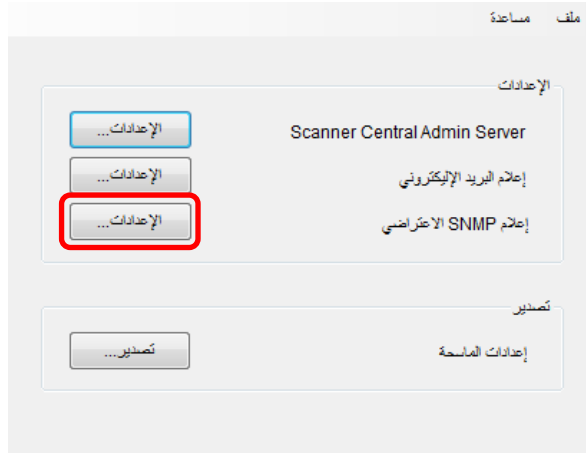 ملف مساعدة
الإعدادات
Scanner Central Admin Server الإعدادات...
إعلام البريد الإليكتروني الإعدادات...
إعلام SNMP الاعتراضي الإعدادات...
تصدير
إعدادات الماسحة تصدير...